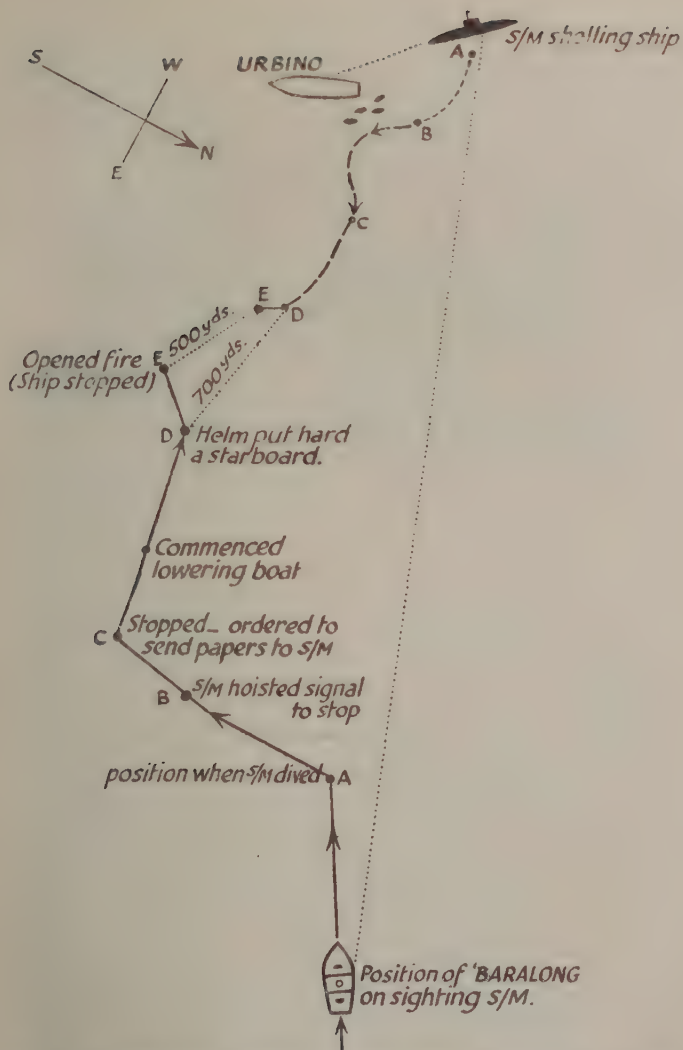 S/M shelling ship
A
URBINO
S
W
N
E
B
C
E
D
500 yds.
700 yds.
Opened fire
(Ship stopped)
E
D
Helm put hard
a starboard.
Commenced
lowering boat
C
Stopped_ ordered to
send papers to S/M
B
S/M hoisted signal
to stop
position when S/M dived
A
Position of 'BARALONG
on sighting S/M.